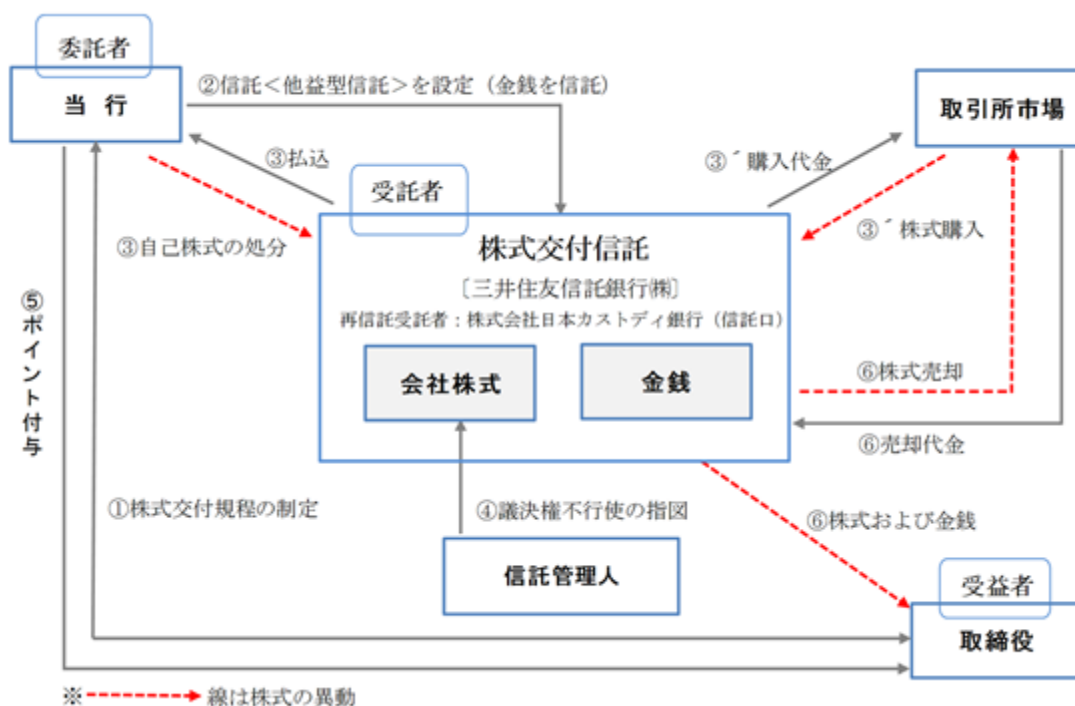 委託者
当 行
②信託＜他益型信託＞を設定（金銭を信託）
取引所市場
③払込
受託者
③´購入代金
③自己株式の処分
③´株式購入
株式交付信託
〔三井住友信託銀行㈱〕
再信託受託者：株式会社日本カストディ銀行（信託口）
会社株式
金銭
⑥株式売却
⑥売却代金
⑤ポイント付与
①株式交付規程の制定
④議決権不行使の指図
⑥株式および金銭
信託管理人
受益者
取締役
※ 線は株式の異動